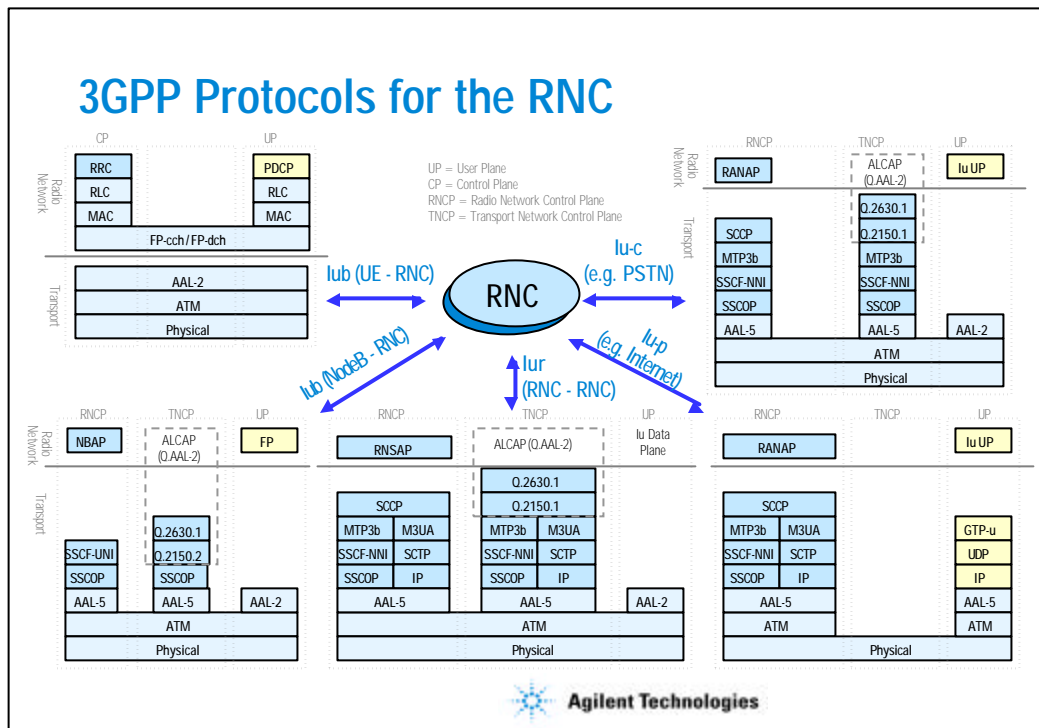 3GPP Protocols for the RNC
CP
UP
Radio
Network
RRC
PDCP
RLC
RLC
MAC
MAC
FP-cch/FP-dch
Transport
AAL-2
ATM
Physical
UP = User Plane
CP = Control Plane
RNCP = Radio Network Control Plane
TNCP = Transport Network Control Plane
RNCP
TNCP
UP
Radio
Network
RANAP
ALCAP
(Q.AAL-2)
Iu UP
Transport
Q.2630.1
SCCP
Q.2150.1
MTP3b
MTP3b
SSCF-NNI
SSCF-NNI
SSCOP
SSCOP
AAL-5
AAL-5
AAL-2
ATM
Physical
Iub (UE - RNC)
RNC
Iu-c
(e.g. PSTN)
Iub (NodeB - RNC)
Iur
(RNC - RNC)
Iu-p
(e.g. Internet)
RNCP
TNCP
UP
Radio
Network
NBAP
ALCAP
(Q.AAL-2)
FP
Transport
Q.2630.1
SSCF-UNI
Q.2150.2
SSCOP
SSCOP
AAL-5
AAL-5
AAL-2
ATM
Physical
RNCP
TNCP
UP
RNSAP
ALCAP (Q.AAL-2)
Iu Data
Plane
Q.2630.1
SCCP
Q.2150.1
MTP3b
M3UA
MTP3b
M3UA
SSCF-NNI
SCTP
SSCF-NNI
SCTP
SSCOP
IP
SSCOP
IP
AAL-5
AAL-5
AAL-2
ATM
Physical
RNCP
TNCP
UP
RANAP
Iu UP
SCCP
MTP3b
M3UA
GTP-u
SSCF-NNI
SCTP
UDP
SSCOP
IP
IP
AAL-5
AAL-5
ATM
ATM
Physical
Agilent Technologies